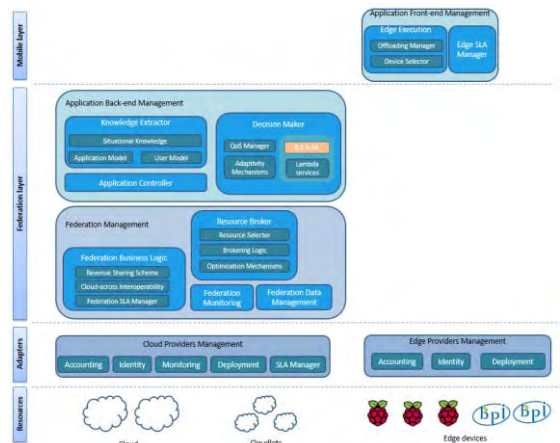 Application Front-end Management
Edge Execution
Offloading Manager
Device Selector
Edge SLA
Manager
Mobile layer
Application Back-end Management
Knowledge Extractor
Situational Knowledge
Application Model
User Model
Application Controller
Decision Maker
QoS Manager
Adaptivity
Mechanisms
Lambda
services
Federation layer
Federation Management
Resource Broker
Resource Selector
Brokering Logic
Optimization Mechanisms
Federation Business Logic
Revenue Sharing Scheme
Cloud-across Interoperability
Federation SLA Manager
Federation
Monitoring
Federation Data
Management
Adapters
Cloud Providers Management
Accounting
Identity
Monitoring
Deployment
SLA Manager
Edge Providers Management
Accounting
Identity
Deployment
Resources
Cloud
Cloudlets
Bpi
Bpi
Edge devices